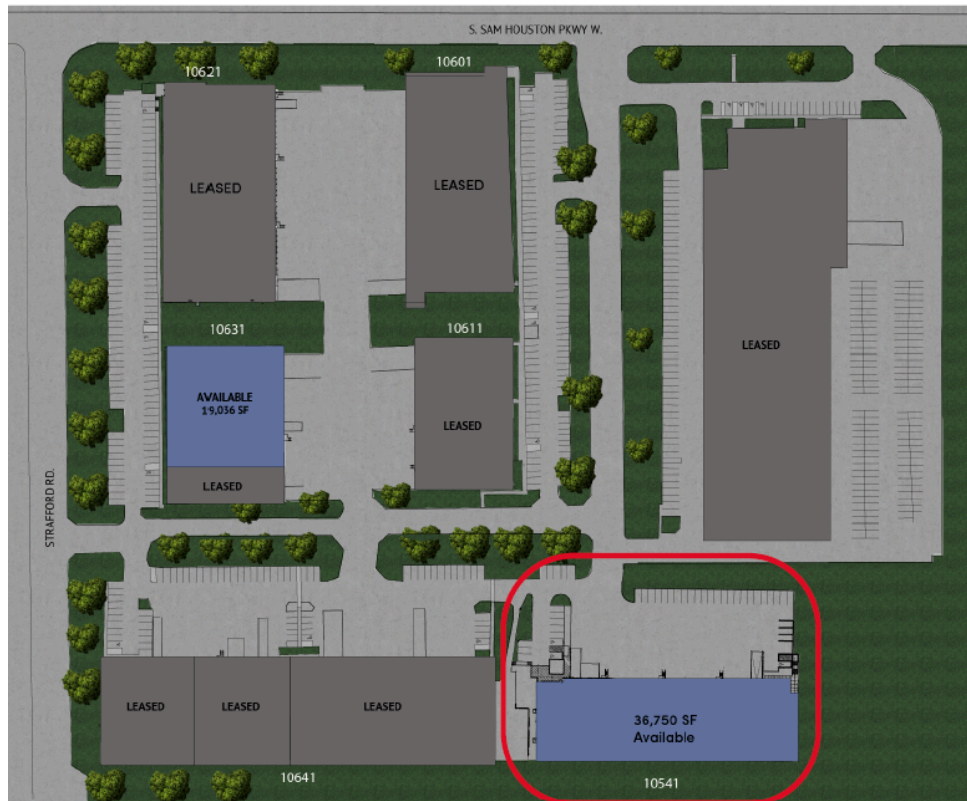 S. SAM HOUSTON PKWY W.
10621
10601
LEASED
LEASED
10631
10611
AVAILABLE
19,036 SF
LEASED
LEASED
LEASED
STRAFFORD RD.
LEASED
LEASED
LEASED
36,750 SF
Available
10641
10541